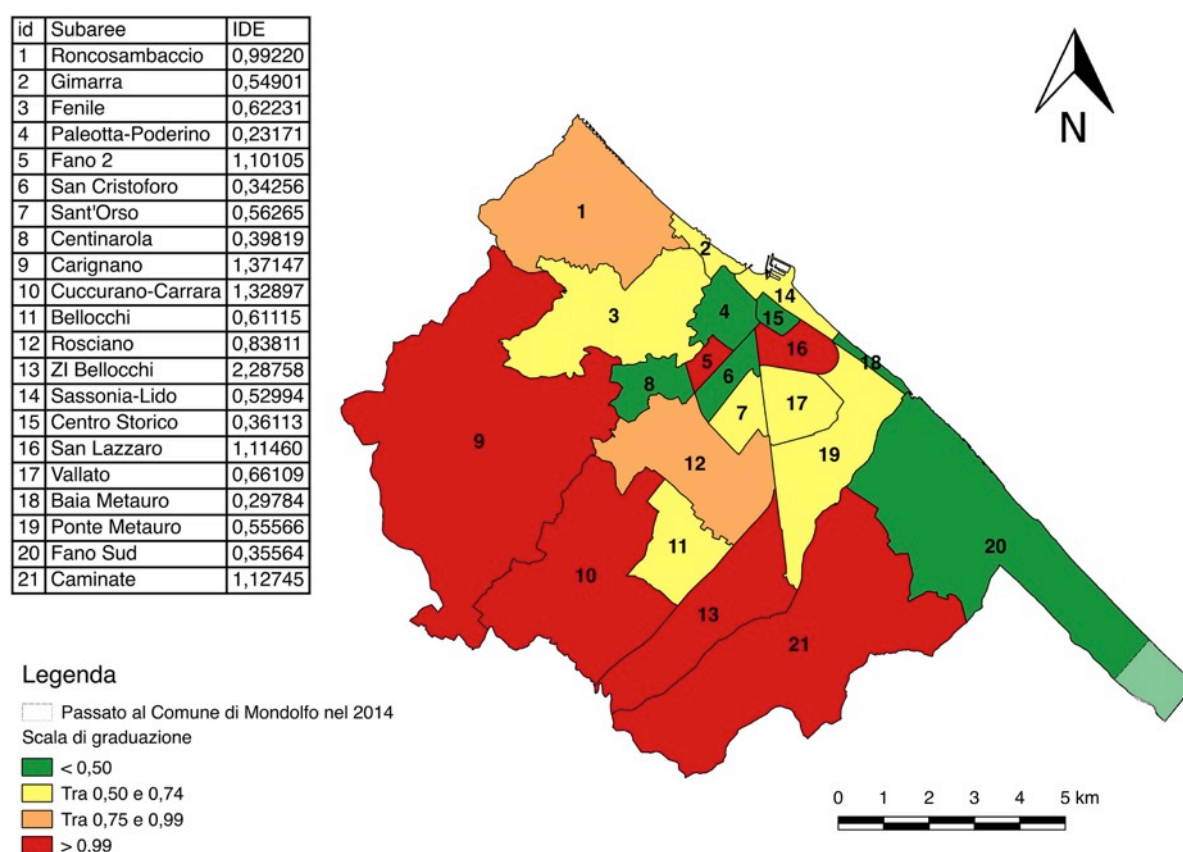 id Subaree IDE
1 Roncosambaccio 0,99220
2 Gimarra 0,54901
3 Fenile 0,62231
4 Paleotta-Poderino 0,23171
5 Fano 2 1,10105
6 San Cristoforo 0,34256
7 Sant'Orso 0,56265
8 Centinarola 0,39819
9 Carignano 1,37147
10 Cuccurano-Carrara 1,32897
11 Bellocchi 0,61115
12 Rosciano 0,83811
13 ZI Bellocchi 2,28758
14 Sassonia-Lido 0,52994
15 Centro Storico 0,36113
16 San Lazzaro 1,11460
17 Vallato 0,66109
18 Baia Metauro 0,29784
19 Ponte Metauro 0,55566
20 Fano Sud 0,35564
21 Caminate 1,12745
N
1
2
14
3
4
15
16
18
5
6
8
7
17
9
12
19
11
20
10
13
21
Legenda
Passato al Comune di Mondolfo nel 2014
Scala di graduazione
< 0,50
Tra 0,50 e 0,74
Tra 0,75 e 0,99
> 0,99
0 1 2 3 4 5 km